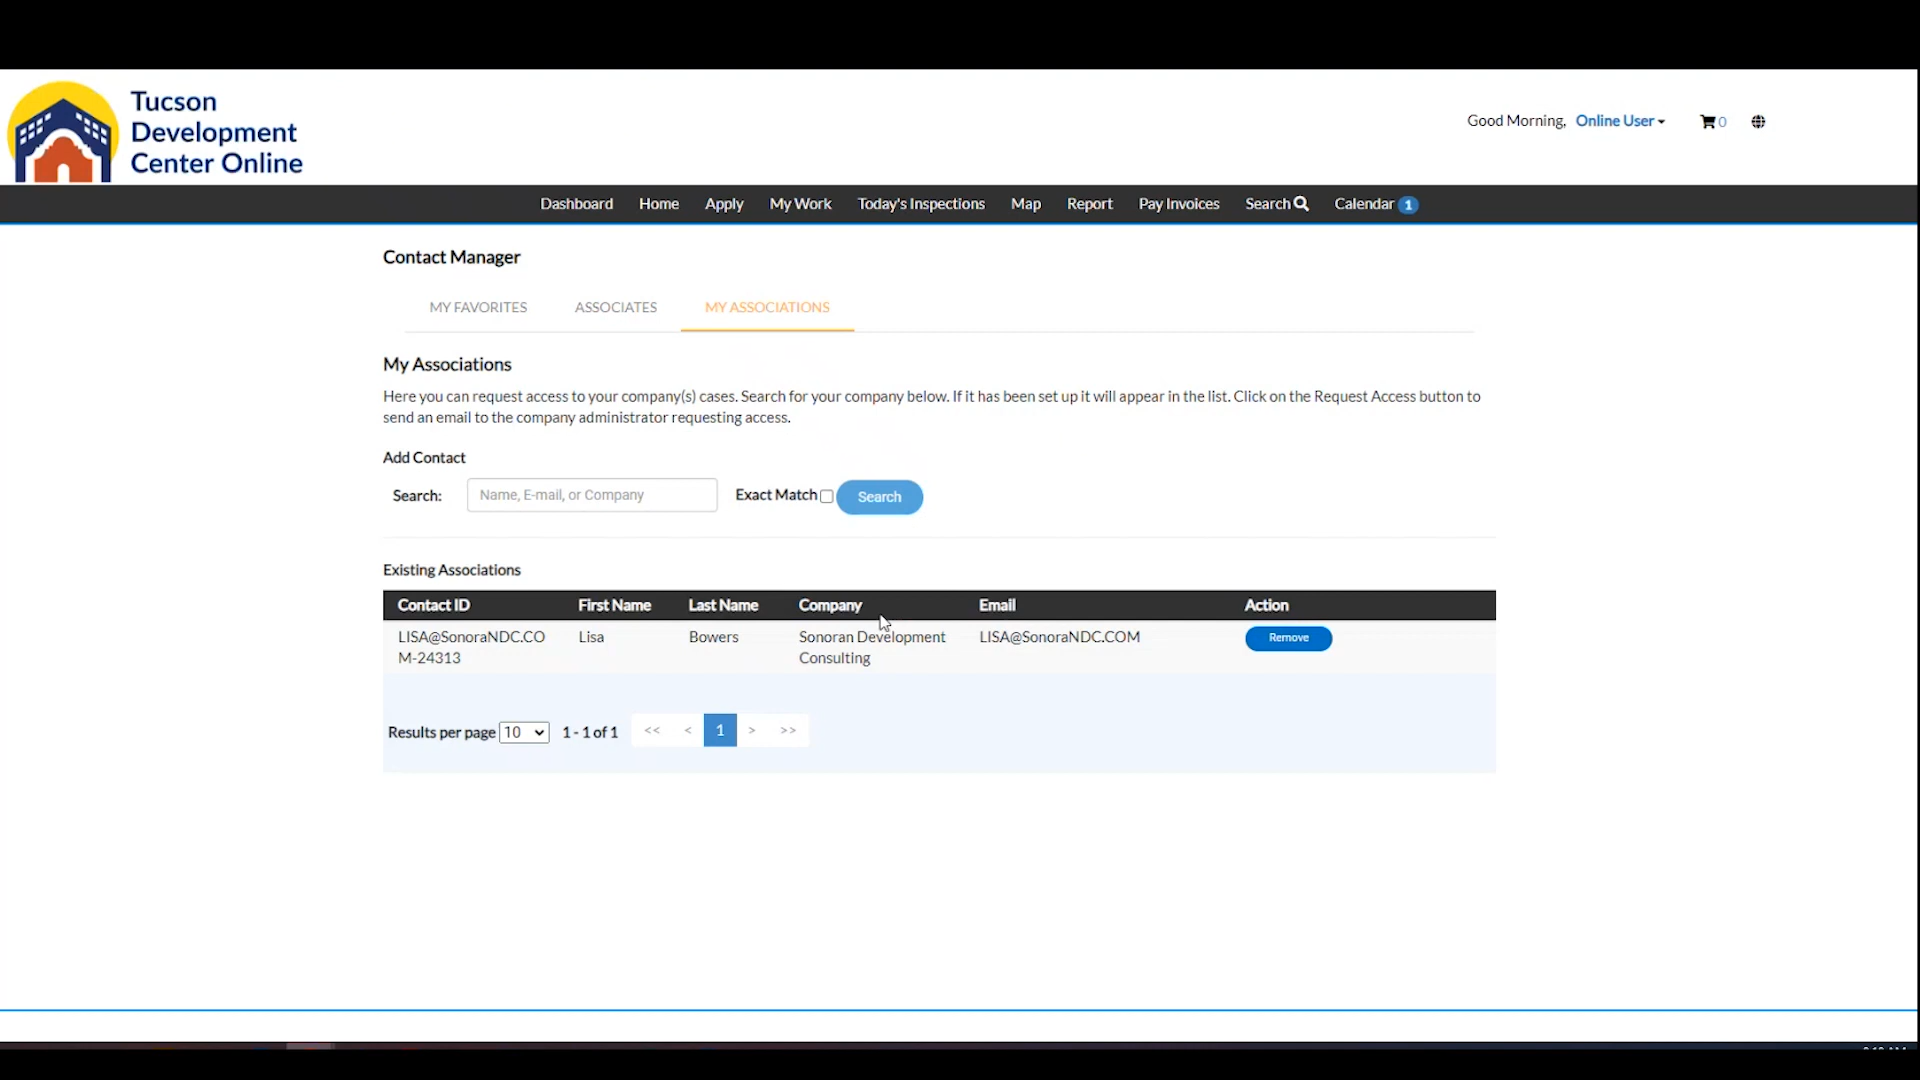 Tucson
Development
Center Online
Good Morning, Online User
0
Dashboard Home Apply My Work Today's Inspections Map Report Pay Invoices Search Calendar 1
Contact Manager
MY FAVORITES ASSOCIATES MY ASSOCIATIONS
My Associations
Here you can request access to your company(s) cases. Search for your company below. If it has been set up it will appear in the list. Click on the Request Access button to
send an email to the company administrator requesting access.
Add Contact
Search: Name, E-mail, or Company Exact Match Search
Existing Associations
Contact ID First Name Last Name Company Email Action
LISA@SonoraNDC.CO Lisa Bowers Sonoran Development LISA@SonoraNDC.COM Remove
M-24313 Consulting
Results per page 10 1 - 1 of 1 << < 1 > >>